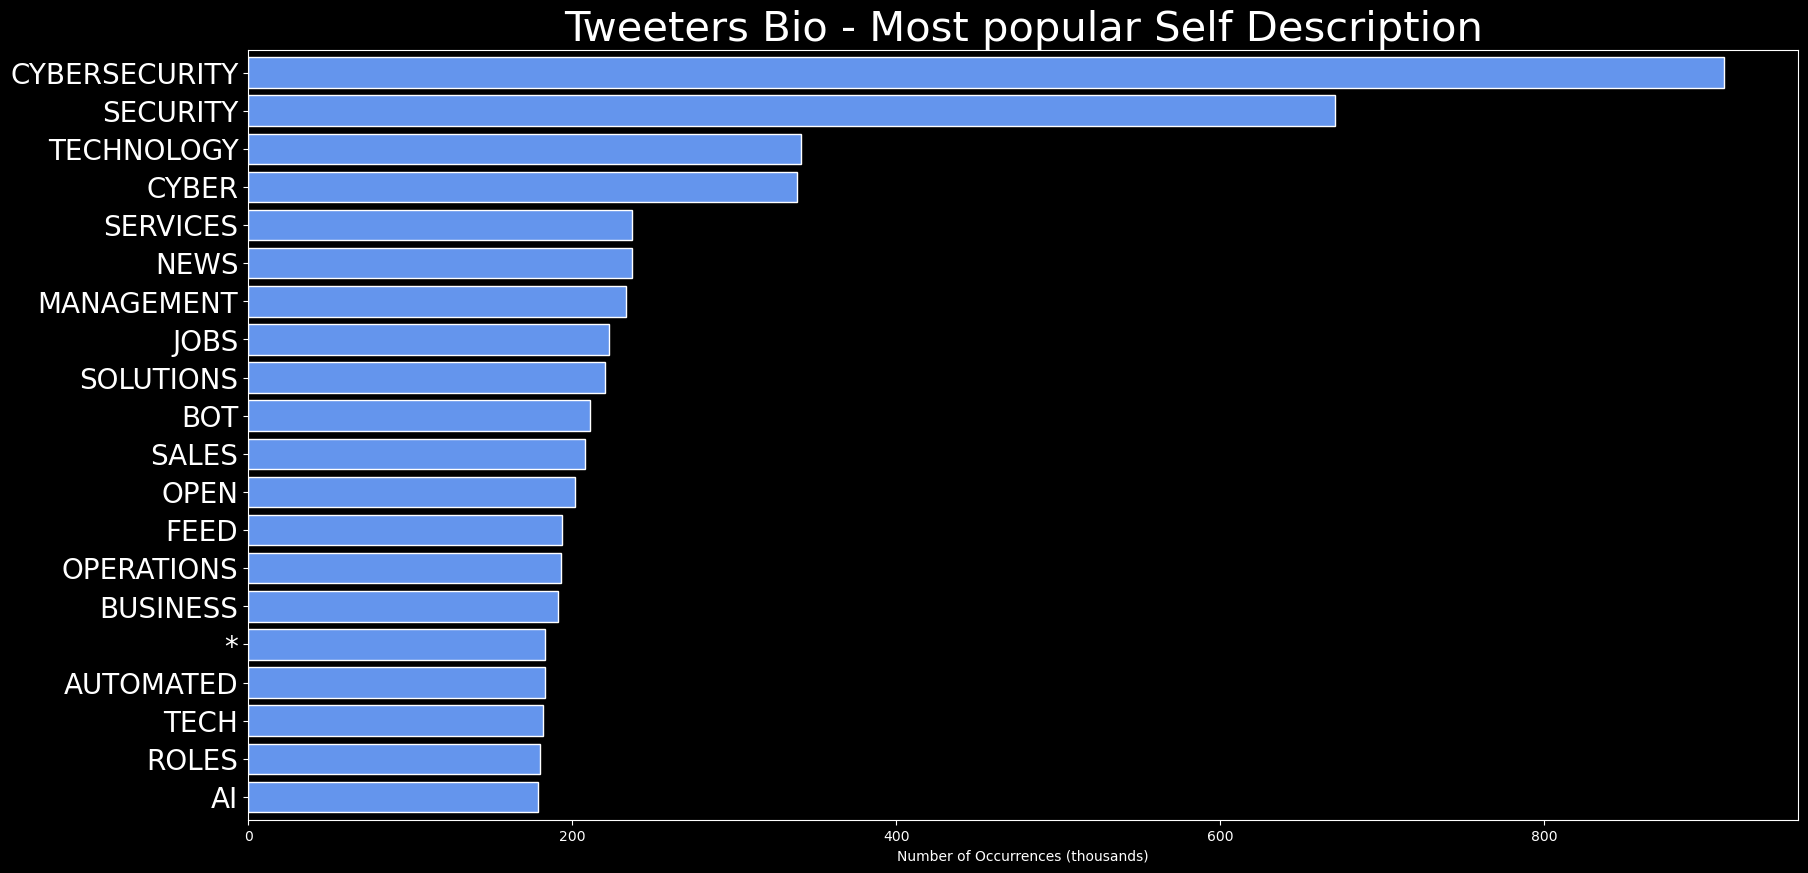 Tweeters Bio - Most popular Self Description
CYBERSECURITY
SECURITY
TECHNOLOGY
CYBER
SERVICES
NEWS
MANAGEMENT
JOBS
SOLUTIONS
BOT
SALES
OPEN
FEED
OPERATIONS
BUSINESS
*
AUTOMATED
TECH
ROLES
AI
0 200 400 600 800
Number of Occurrences (thousands)